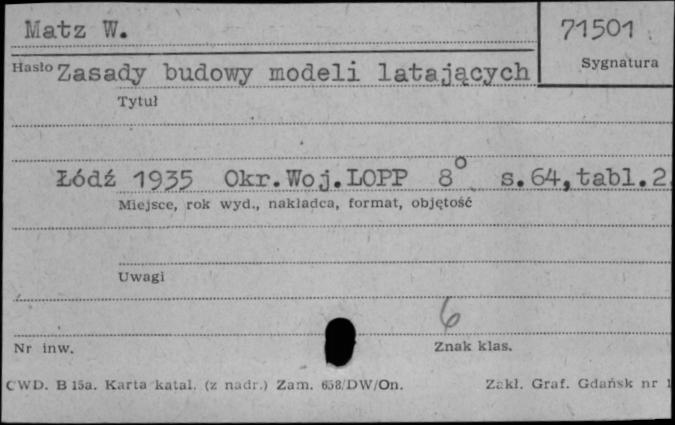 Matz W.
71501
Hasło Zasady budowy modeli latających
Sygnatura
Tytuł
Łódź 1935 Okr.Woj.LOPP 8° s.64,tabl.2.
Miejsce, rok wyd., nakładca, format, objętość
Uwagi
6
Nr inw.
Znak klas.
CWD. B 15a. Karta katal. (z nadr.) Zam. 658/DW/On. Zakł. Graf. Gdańsk nr 1